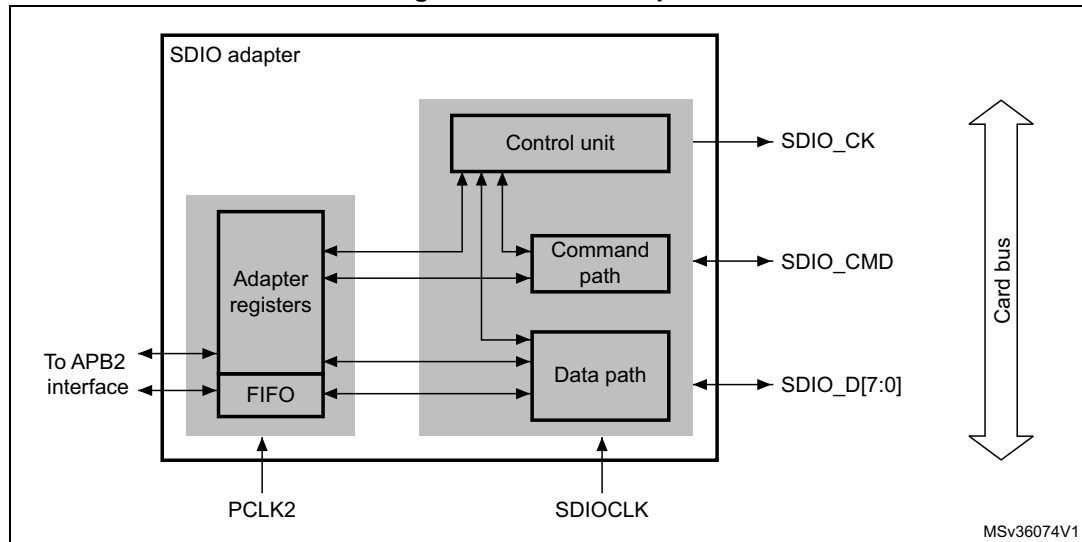 SDIO adapter
Control unit
SDIO_CK
Command
path
SDIO_CMD
Adapter
registers
Card bus
To APB2
interface
Data path
SDIO_D[7:0]
FIFO
PCLK2
SDIOCLK
MSv36074V1